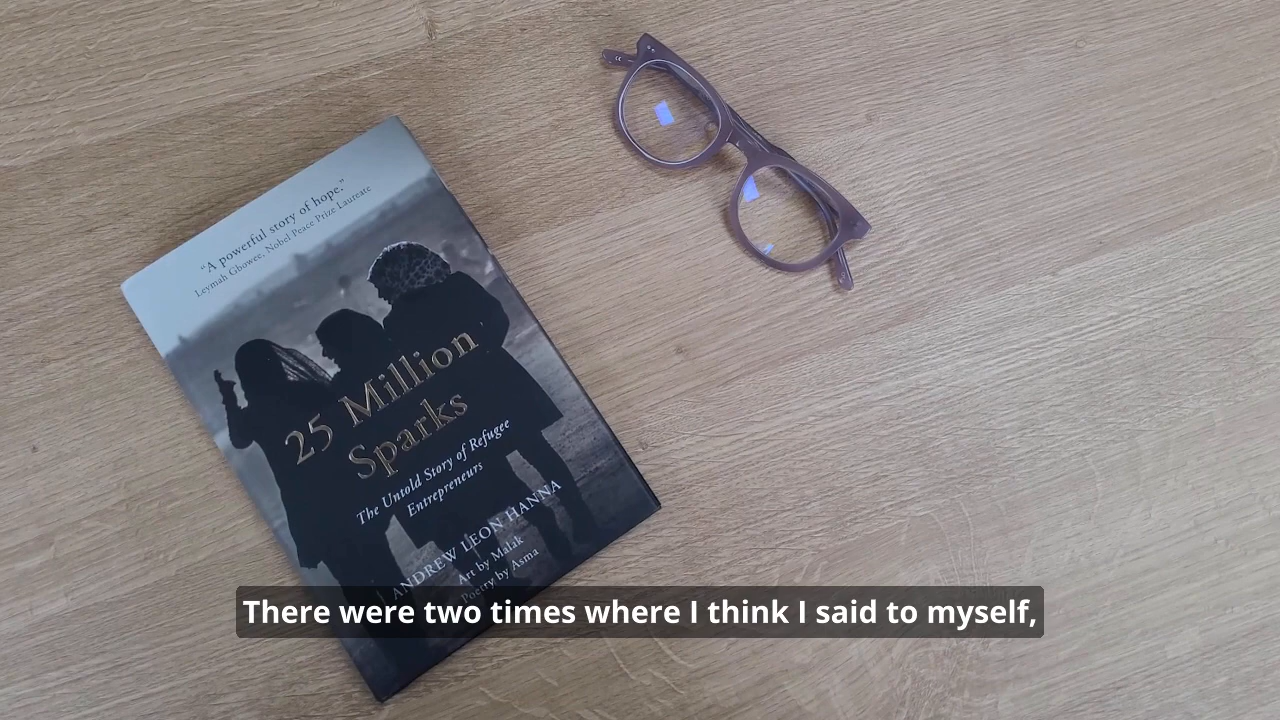 “A powerful story of hope.”
Leymah Gbowee, Nobel Peace Prize Laureate
25 Million
Sparks
The Untold Story of Refugee
Entrepreneurs
ANDREW LEON HANNA
Art by Malak
Poetry by Asma
There were two times where I think I said to myself,